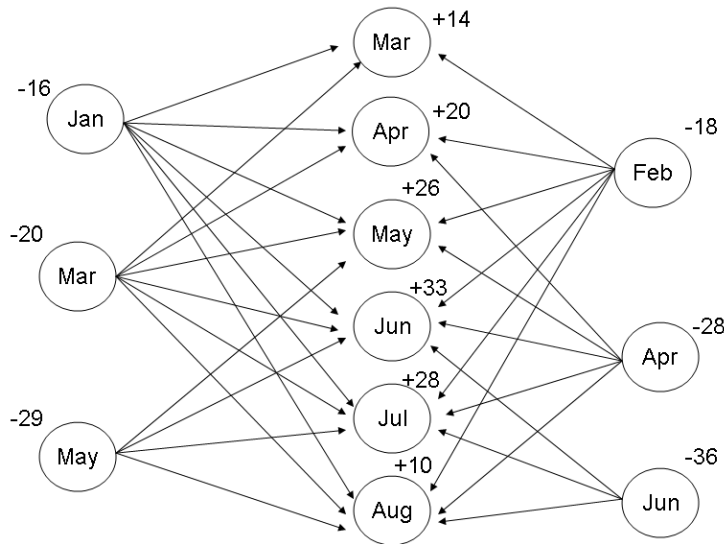 +14
Mar
-16
Jan
+20
Apr
-18
Feb
+26
May
-20
Mar
+33
Jun
-28
Apr
+28
Jul
-29
May
+10
Aug
-36
Jun